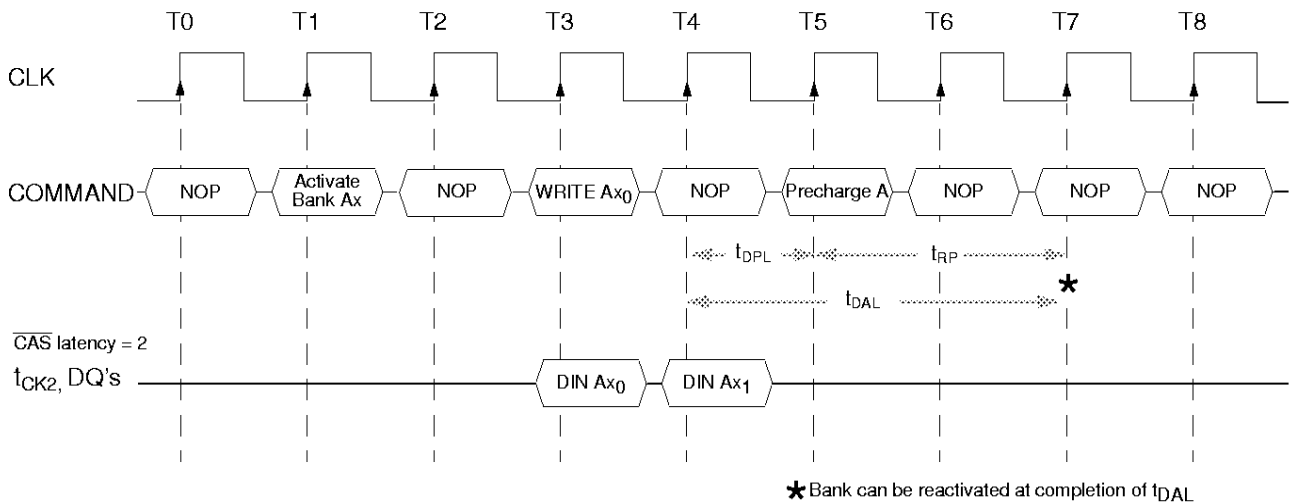 T0 T1 T2 T3 T4 T5 T6 T7 T8
CLK
COMMAND NOP Activate Bank Ax NOP WRITE Ax0 NOP Precharge A NOP NOP NOP
tDPL tRP
tDAL
CAS latency = 2
tCK2, DQ's DIN Ax0 DIN Ax1
Bank can be reactivated at completion of tDAL